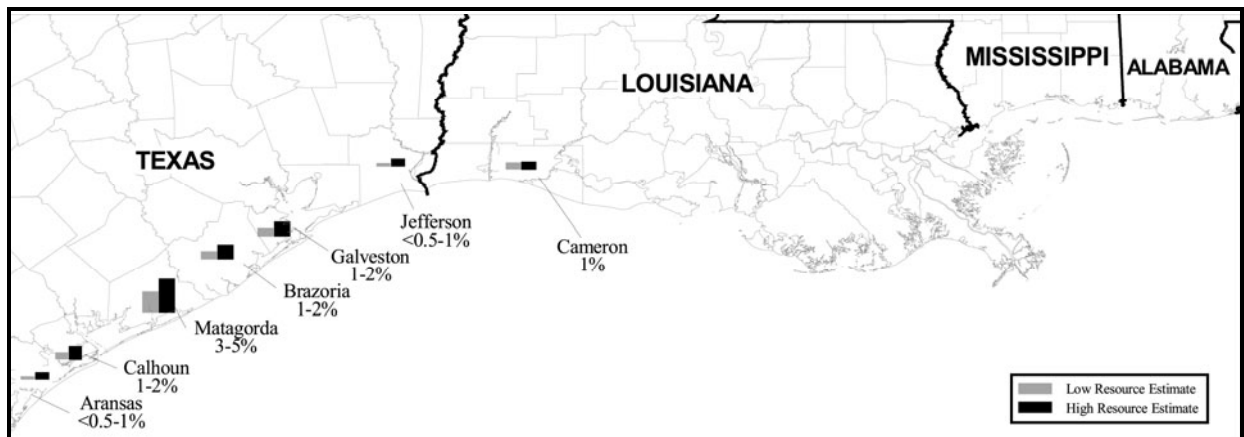 MISSISSIPPI
ALABAMA
LOUISIANA
TEXAS
Jefferson
<0.5-1%
Cameron
1%
Galveston
1-2%
Brazoria
1-2%
Matagorda
3-5%
Calhoun
1-2%
Aransas
<0.5-1%
Low Resource Estimate
High Resource Estimate